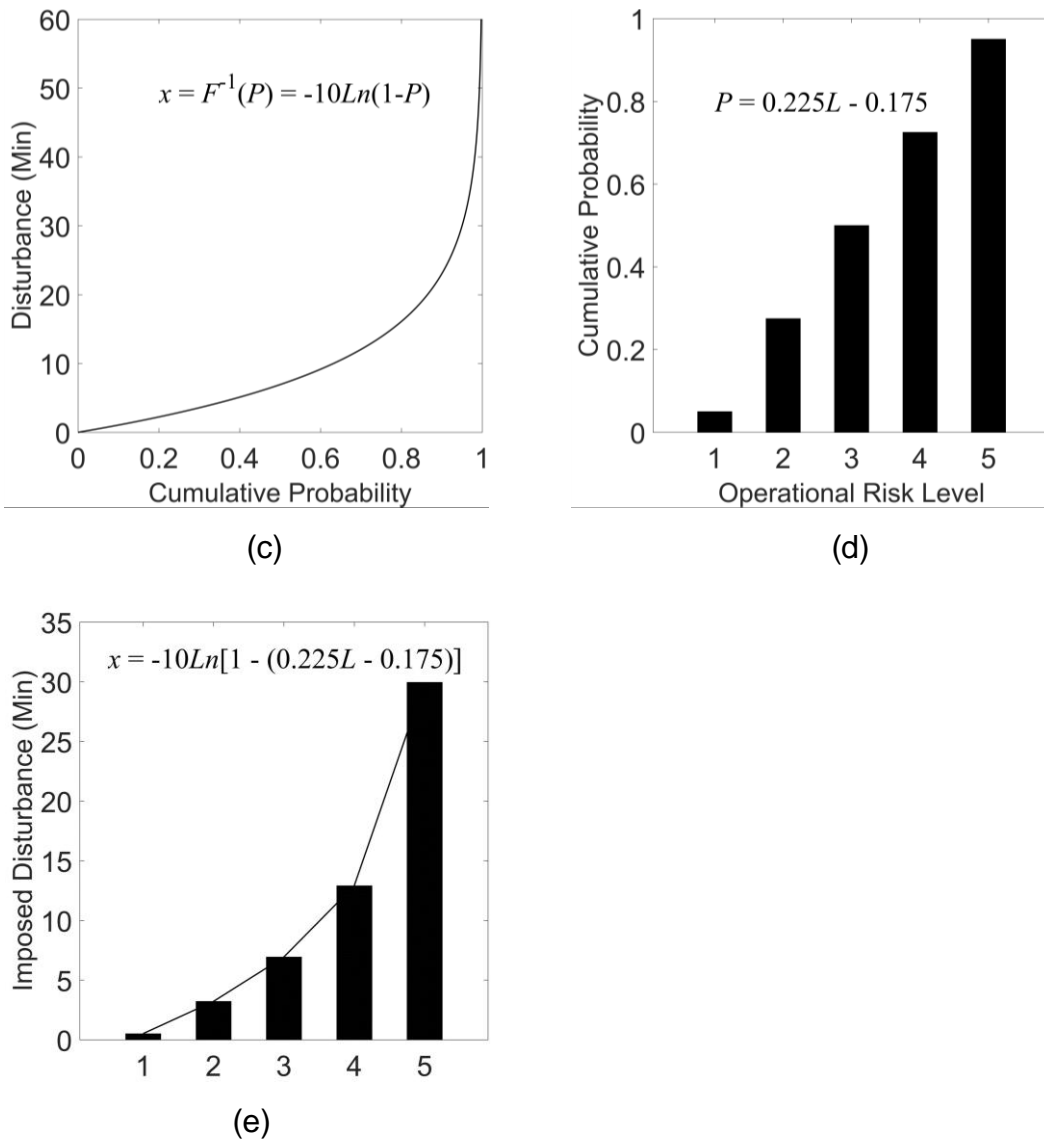 60
50
40
30
20
10
0
Disturbance (Min)
x = F⁻¹(P) = -10Ln(1-P)
0 0.2 0.4 0.6 0.8 1
Cumulative Probability
(c)
1
0.8
0.6
0.4
0.2
0
Cumulative Probability
P = 0.225L - 0.175
1 2 3 4 5
Operational Risk Level
(d)
35
30
25
20
15
10
5
0
Imposed Disturbance (Min)
x = -10Ln[1 - (0.225L - 0.175)]
1 2 3 4 5
(e)